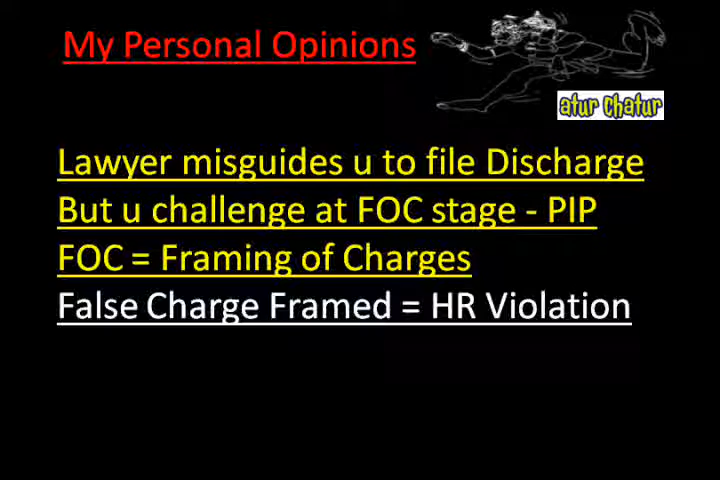 My Personal Opinions
atur chatur
Lawyer misguides u to file Discharge
But u challenge at FOC stage - PIP
FOC = Framing of Charges
False Charge Framed = HR Violation